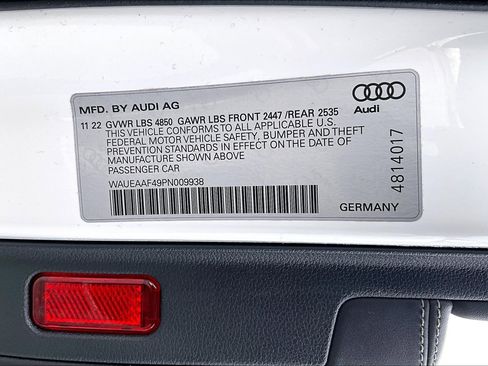 MFD. BY AUDI AG
11 22 GVWR LBS 4850 GAWR LBS FRONT 2447 /REAR 2535
THIS VEHICLE CONFORMS TO ALL APPLICABLE U.S.
FEDERAL MOTOR VEHICLE SAFETY, BUMPER AND THEFT
PREVENTION STANDARDS IN EFFECT ON THE DATE OF
MANUFACTURE SHOWN ABOVE
PASSENGER CAR
WAUEAAF49PN009938
Audi
4814017
GERMANY